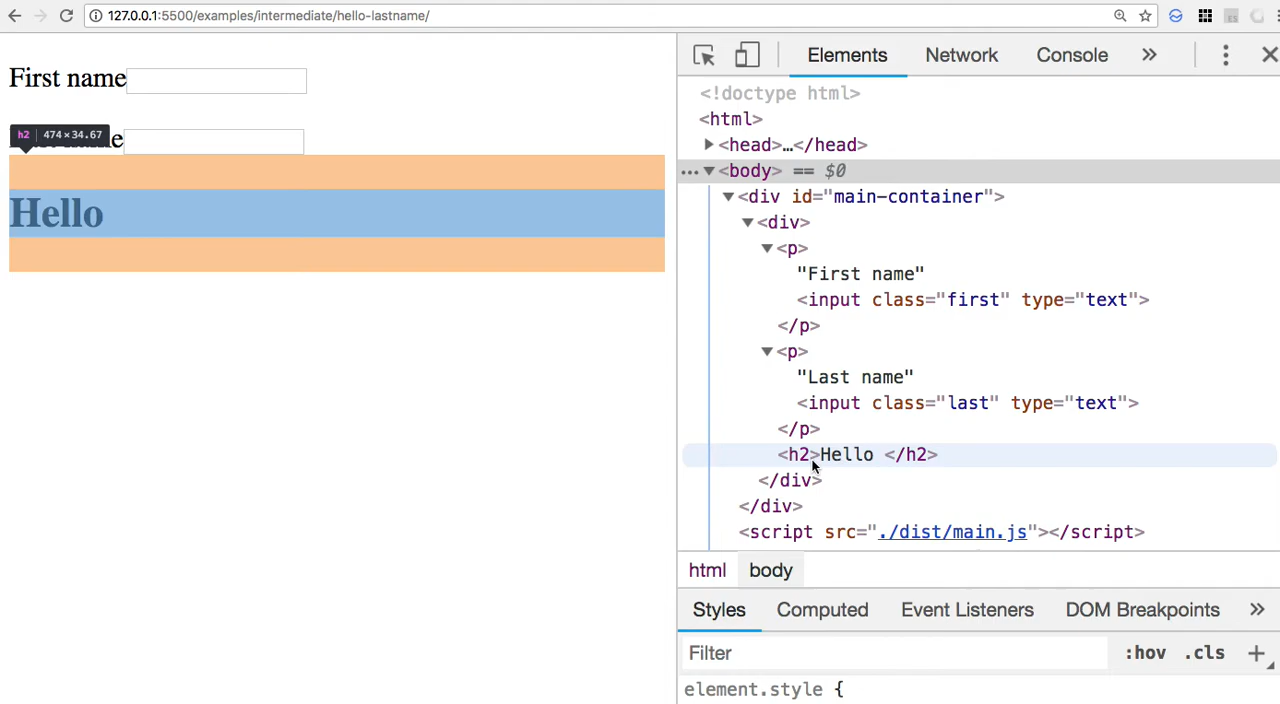 127.0.0.1:5500/examples/intermediate/hello-lastname/
First name
h2 474×34.67
Hello
Elements Network Console »
<!doctype html>
<html>
<head>…</head>
<body> == $0
<div id="main-container">
<div>
<p>
"First name"
<input class="first" type="text">
</p>
<p>
"Last name"
<input class="last" type="text">
</p>
<h2>Hello </h2>
</div>
</div>
<script src="./dist/main.js"></script>
html body
Styles Computed Event Listeners DOM Breakpoints »
Filter :hov .cls +
element.style {